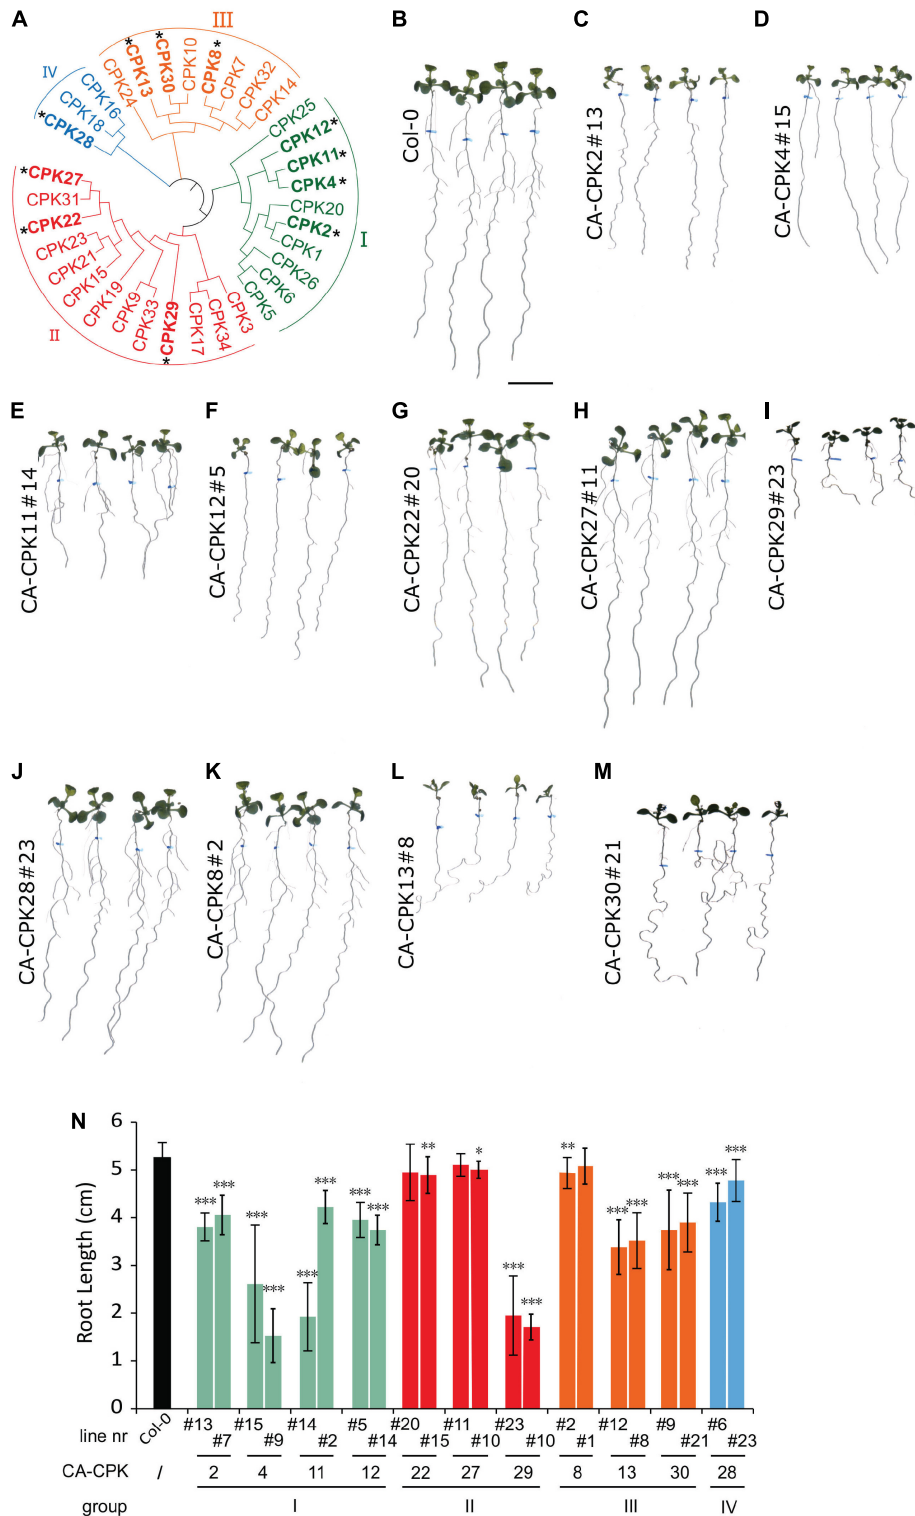 A
III
IV
CPK24
*CPK13
*CPK30
CPK10
CPK8*
CPK7
CPK32
CPK14
CPK16
CPK18
*CPK28
CPK25
CPK12*
CPK11*
CPK4*
CPK20
CPK2*
CPK1
CPK26
CPK6
CPK5
I
*CPK27
CPK31
*CPK22
CPK23
CPK21
CPK15
CPK19
CPK9
CPK33
CPK29*
CPK17
CPK34
CPK3
II
B
Col-0
C
CA-CPK2#13
D
CA-CPK4#15
E
CA-CPK11#14
F
CA-CPK12#5
G
CA-CPK22#20
H
CA-CPK27#11
I
CA-CPK29#23
J
CA-CPK28#23
K
CA-CPK8#2
L
CA-CPK13#8
M
CA-CPK30#21
N
Root Length (cm)
6
5
4
3
2
1
0
*** *** *** *** *** *** *** *** ** * *** *** ** *** *** *** *** *** ***
line nr Col-0 #13 #7 #15 #9 #14 #2 #5 #14 #20 #15 #11 #10 #23 #10 #2 #1 #12 #8 #9 #21 #6 #23
CA-CPK / 2 4 11 12 22 27 29 8 13 30 28
group I II III IV